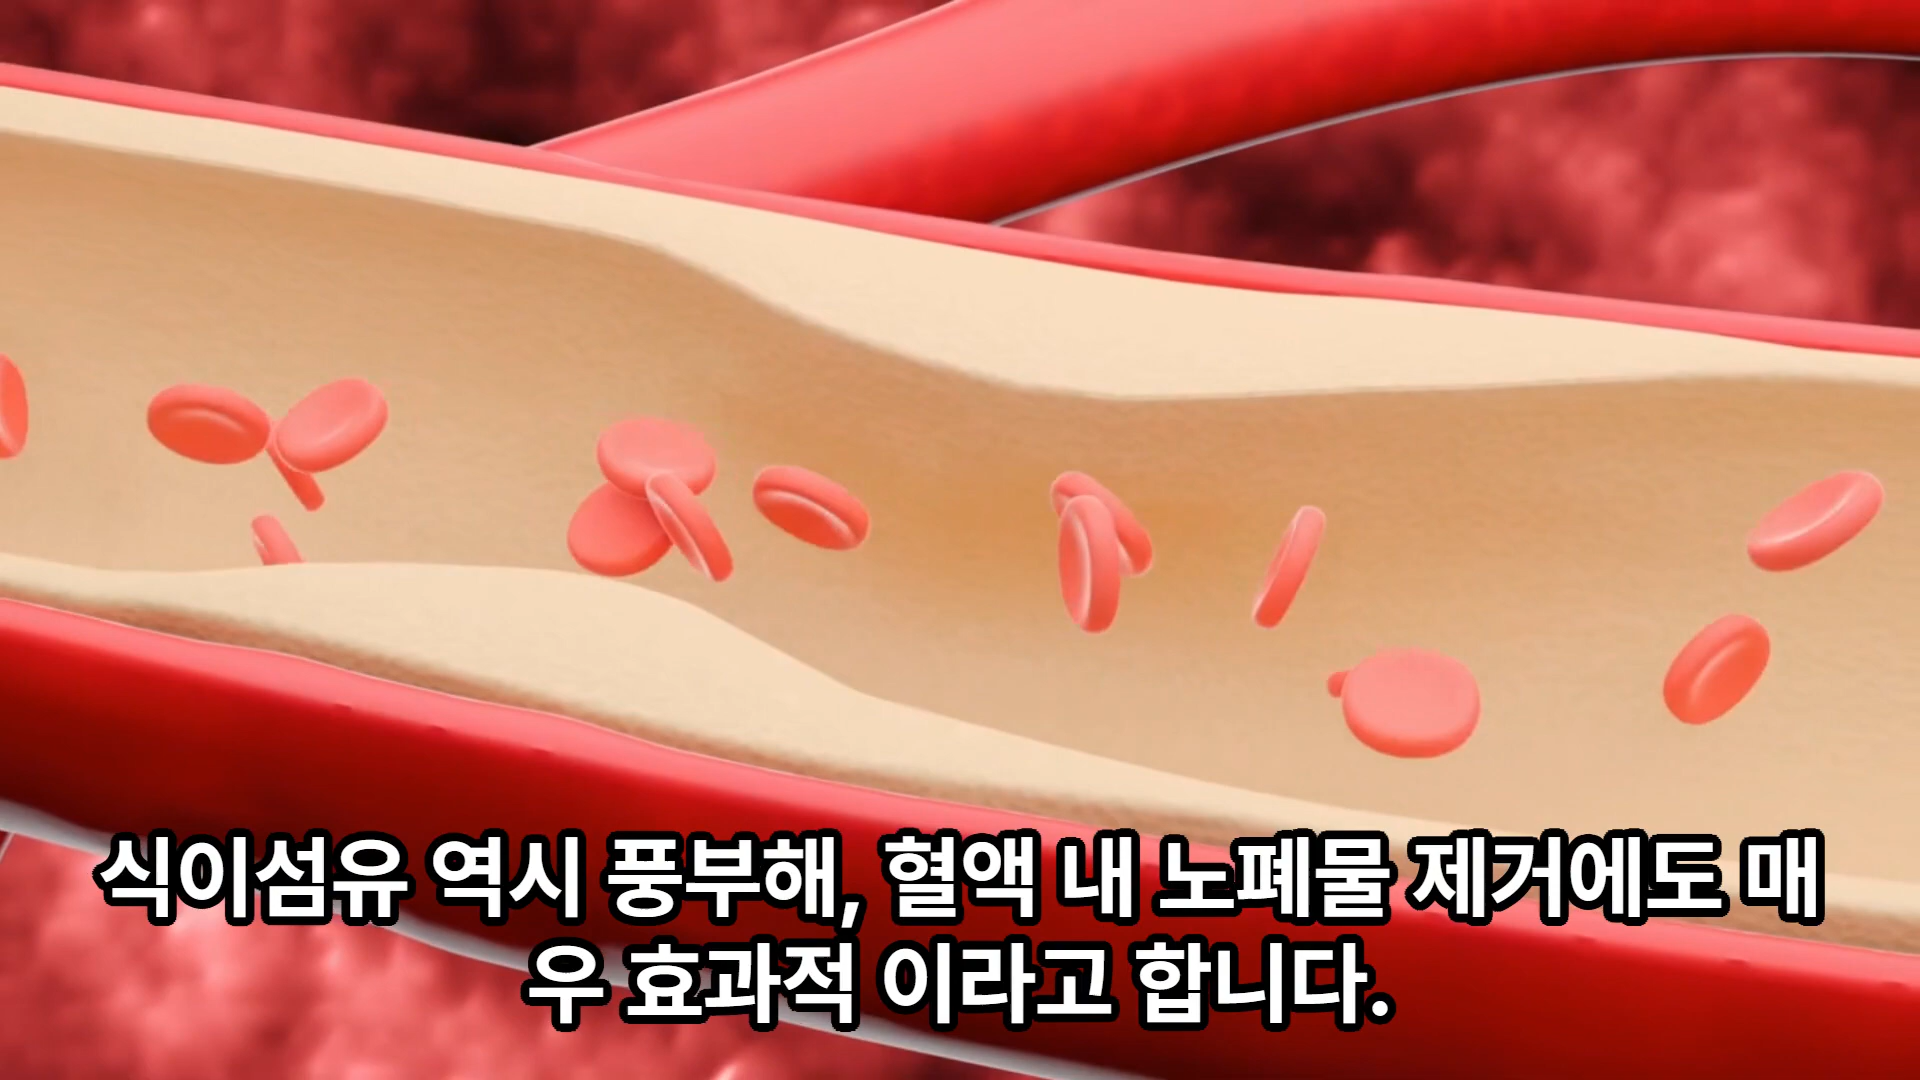 식이섬유 역시 풍부해, 혈액 내 노폐물 제거에도 매
우 효과적 이라고 합니다.